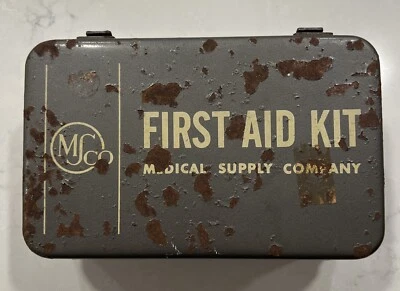 MSCO
FIRST AID KIT
MEDICAL SUPPLY COMPANY